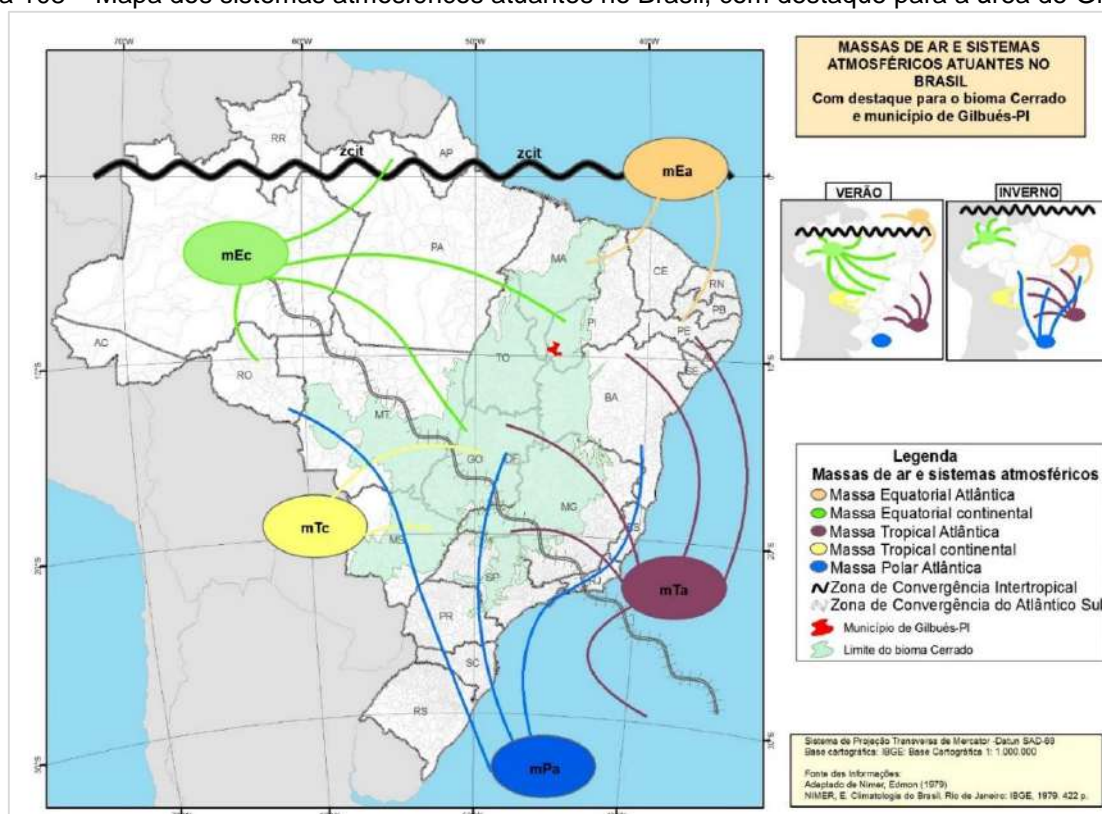 Mapa dos sistemas atmosféricos atuantes no Brasil, com destaque para a área de
70°W 60°W 50°W 40°W
MASSAS DE AR E SISTEMAS
ATMOSFÉRICOS ATUANTES NO
BRASIL
Com destaque para o bioma Cerrado
e município de Gilbués-PI
RR
AP
zcit zcit
mEa
VERÃO INVERNO
mEc
PA
MA
CE
RN
PB
PI
PE
AC
TO
SE
RO
BA
MT
GO
DF
MG
mTc
MS
ES
SP
RJ
mTa
PR
SC
RS
mPa
10°S
20°S 20°S
30°S 30°S
Legenda
Massas de ar e sistemas atmosféricos
Massa Equatorial Atlântica
Massa Equatorial continental
Massa Tropical Atlântica
Massa Tropical continental
Massa Polar Atlântica
Zona de Convergência Intertropical
Zona de Convergência do Atlântico Sul
Município de Gilbués-PI
Limite do bioma Cerrado
Sistema de Projeção Transversa de Mercator -Datun SAD-69
Base cartográfica: IBGE: Base Cartográfica 1: 1.000.000
Fonte das Informações:
Adaptado de Nimer, Edmon (1979)
NIMER, E. Climatologia do Brasil. Rio de Janeiro: IBGE, 1979. 422 p.